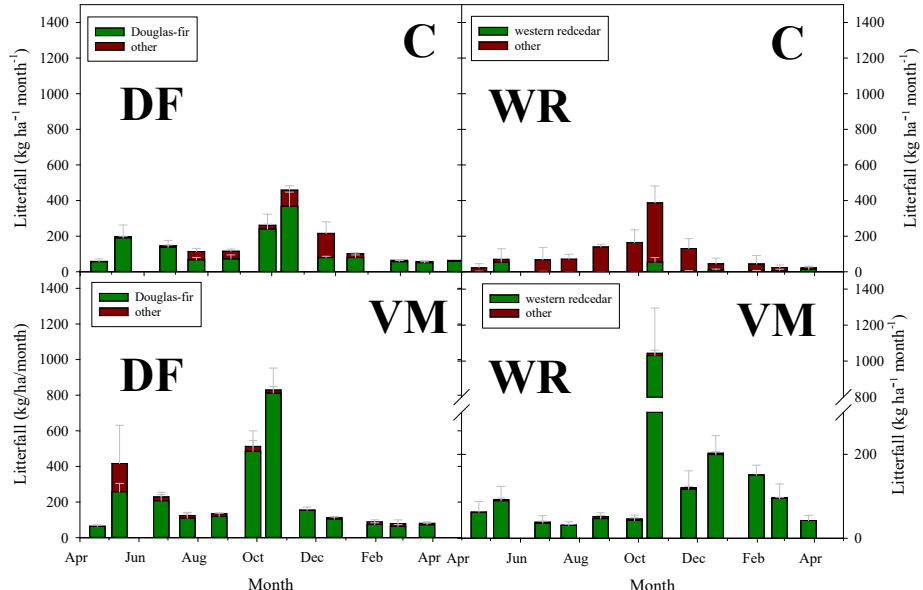 1400
1200
1000
800
600
400
200
0
Litterfall (kg ha⁻¹ month⁻¹)
Douglas-fir
other
C
DF
western redcedar
other
C
WR
1400
1200
1000
800
600
400
200
0
Litterfall (kg ha⁻¹ month⁻¹)
1400
1200
1000
800
600
400
200
0
Litterfall (kg/ha/month)
Douglas-fir
other
VM
DF
western redcedar
other
VM
WR
1400
1200
1000
800
200
0
Litterfall (kg ha⁻¹ month⁻¹)
Apr Jun Aug Oct Dec Feb Apr
Month
Apr Jun Aug Oct Dec Feb Apr
Month